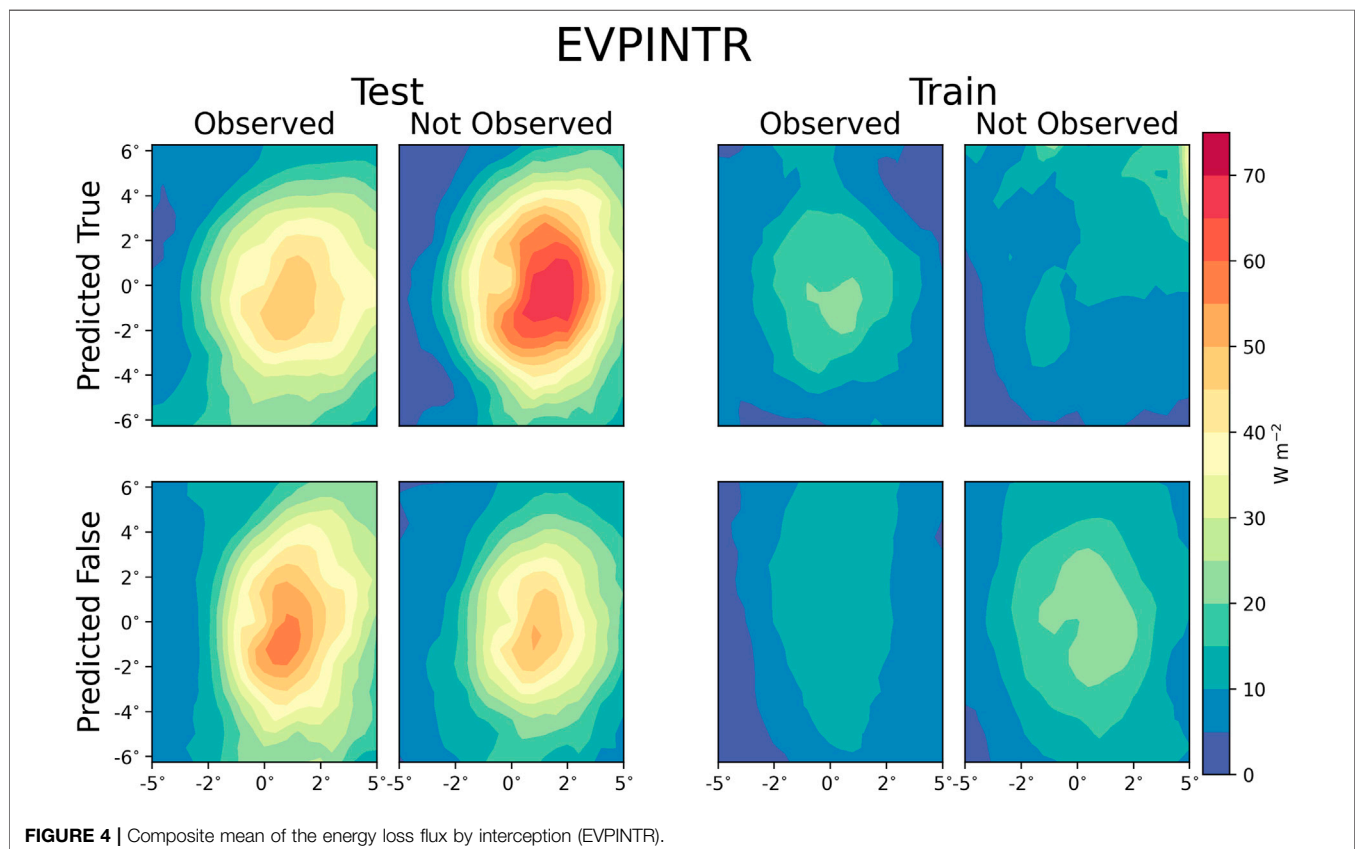 EVPINTR
Test Train
Observed Not Observed Observed Not Observed
Predicted True
6°
4°
2°
0°
-2°
-4°
-6°
Predicted False
6°
4°
2°
0°
-2°
-4°
-6°
-5° -2° 0° 2° 5° -5° -2° 0° 2° 5° -5° -2° 0° 2° 5° -5° -2° 0° 2° 5°
70
60
50
40
30
20
10
0
W m⁻²
FIGURE 4 | Composite mean of the energy loss flux by interception (EVPINTR).